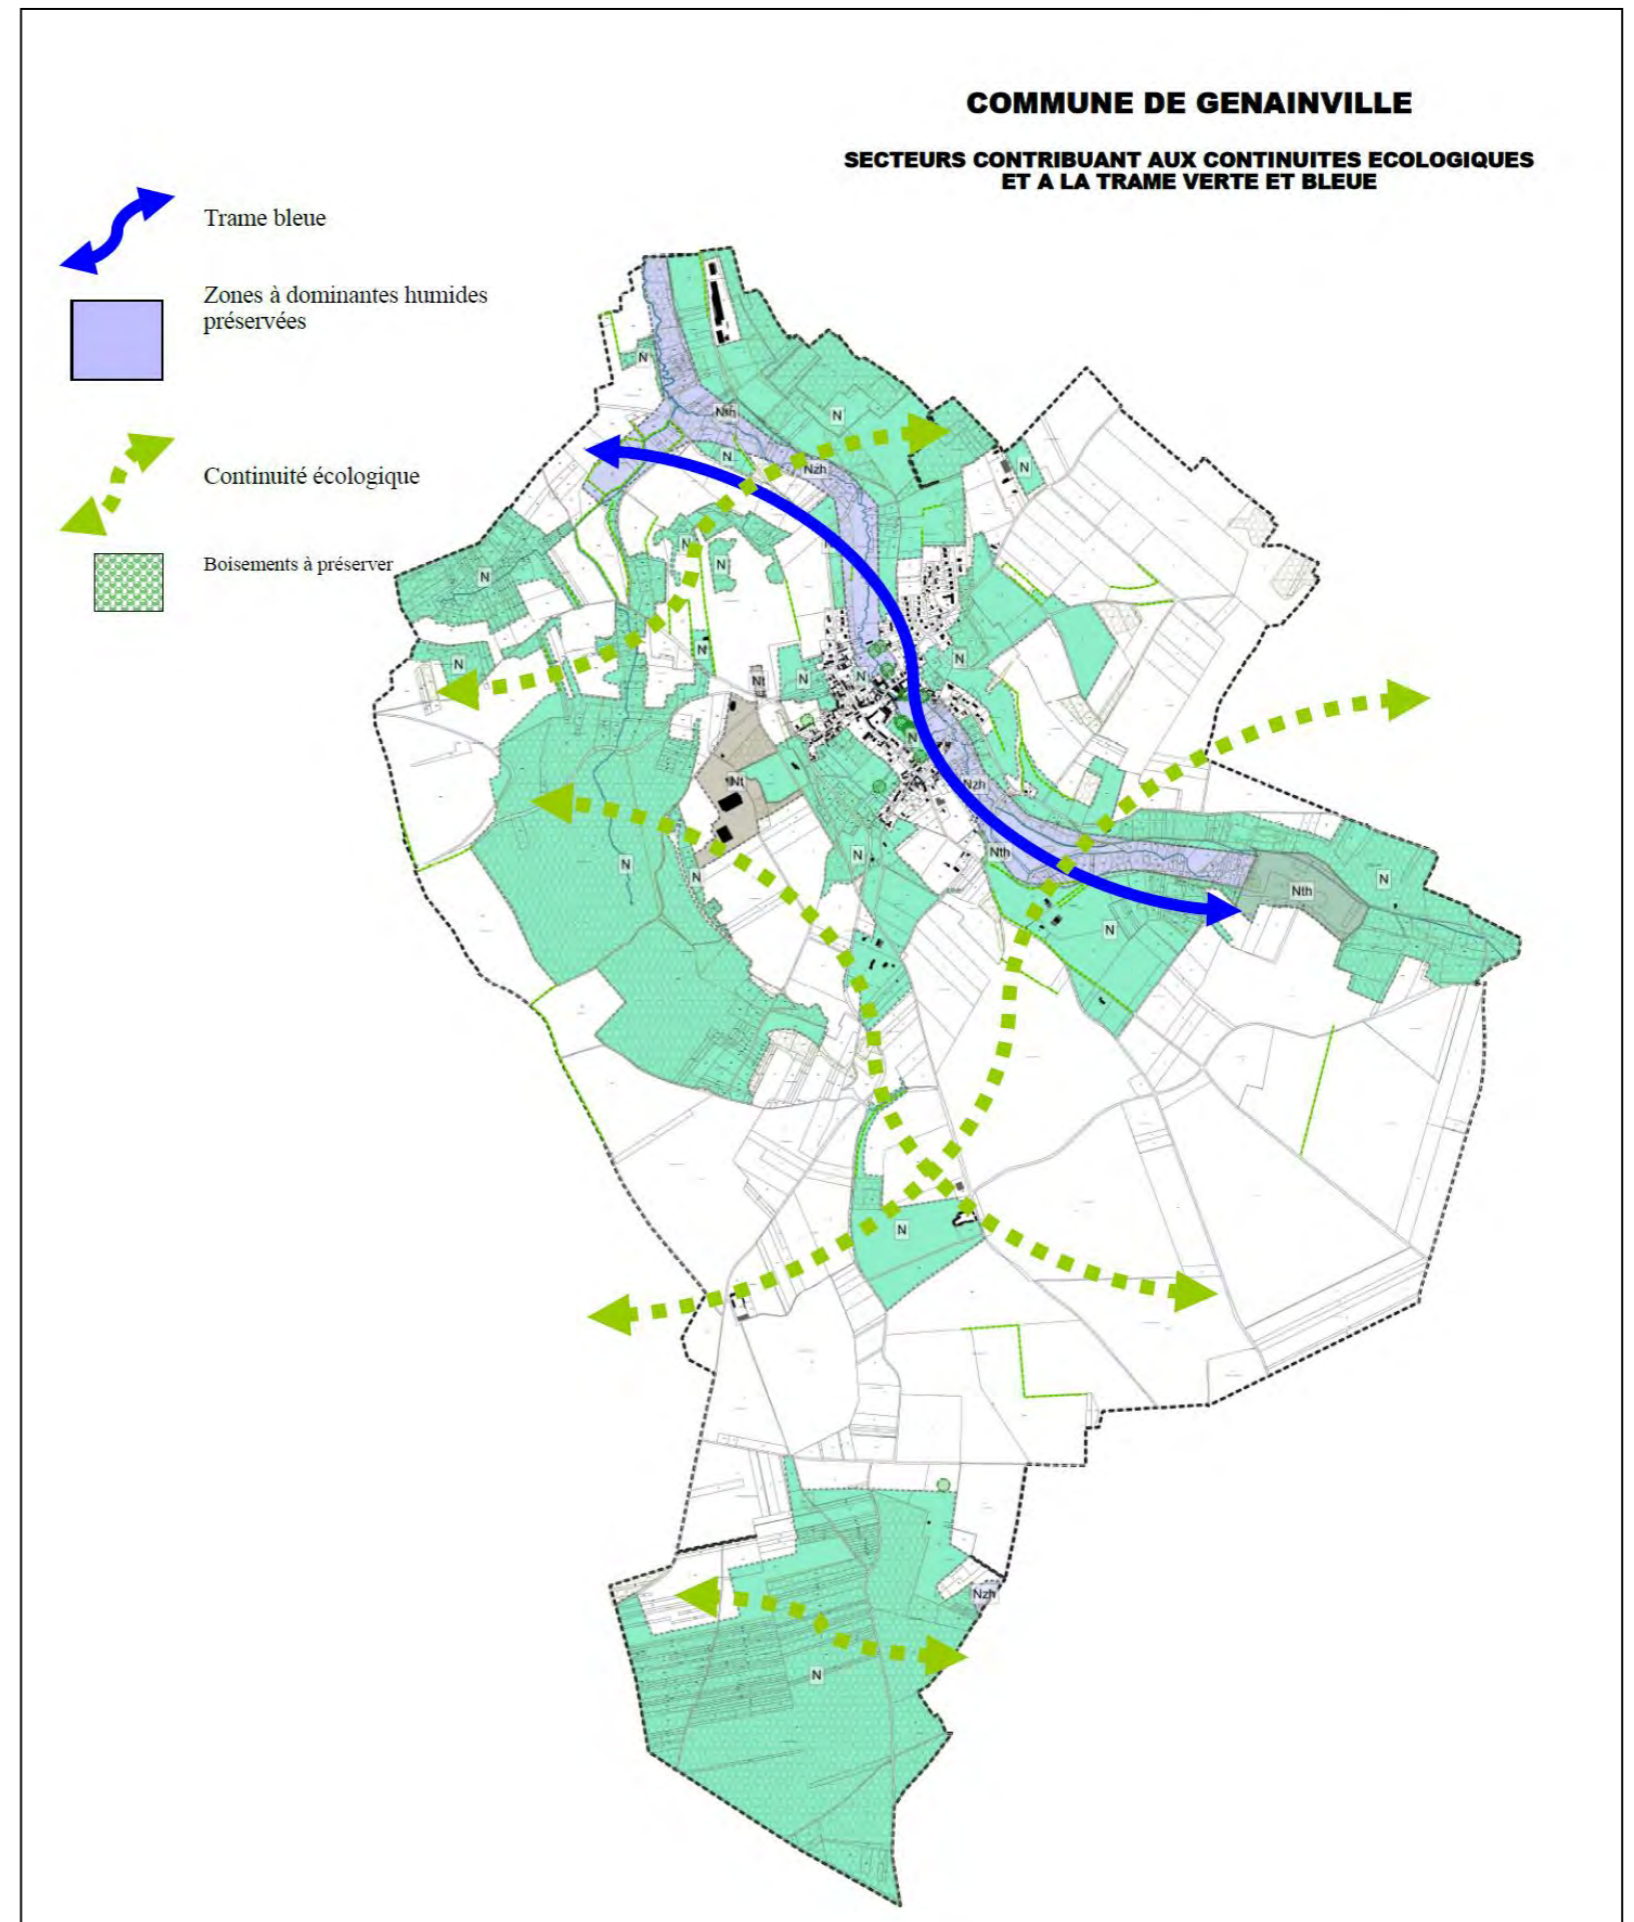 COMMUNE DE GENAINVILLE
SECTEURS CONTRIBUANT AUX CONTINUITES ECOLOGIQUES
ET A LA TRAME VERTE ET BLEUE
Trame bleue
Zones à dominantes humides
préservées
Continuité écologique
Boisements à préserver
N
N
N
Nzh
N
N
N
N
N
N
N
N
Nt
N
N
N
Nt
Nzh
N
Nth
N
N
N
Nth
N
N
N
Nzh
N